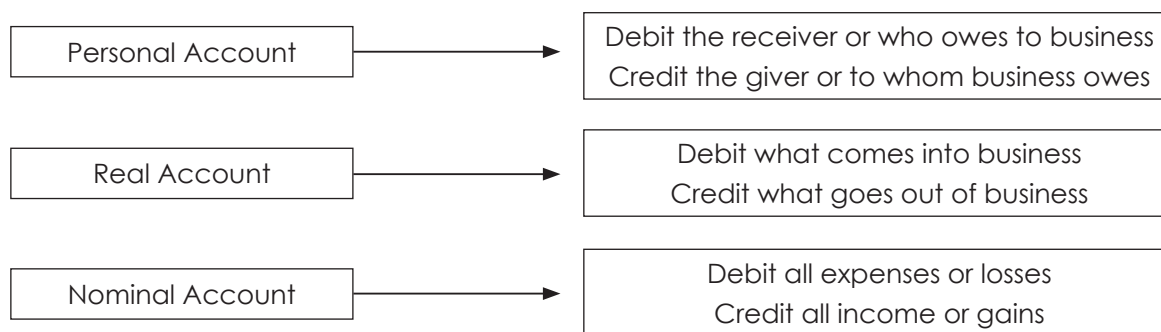 Personal Account
Debit the receiver or who owes to business
Credit the giver or to whom business owes
Real Account
Debit what comes into business
Credit what goes out of business
Nominal Account
Debit all expenses or losses
Credit all income or gains